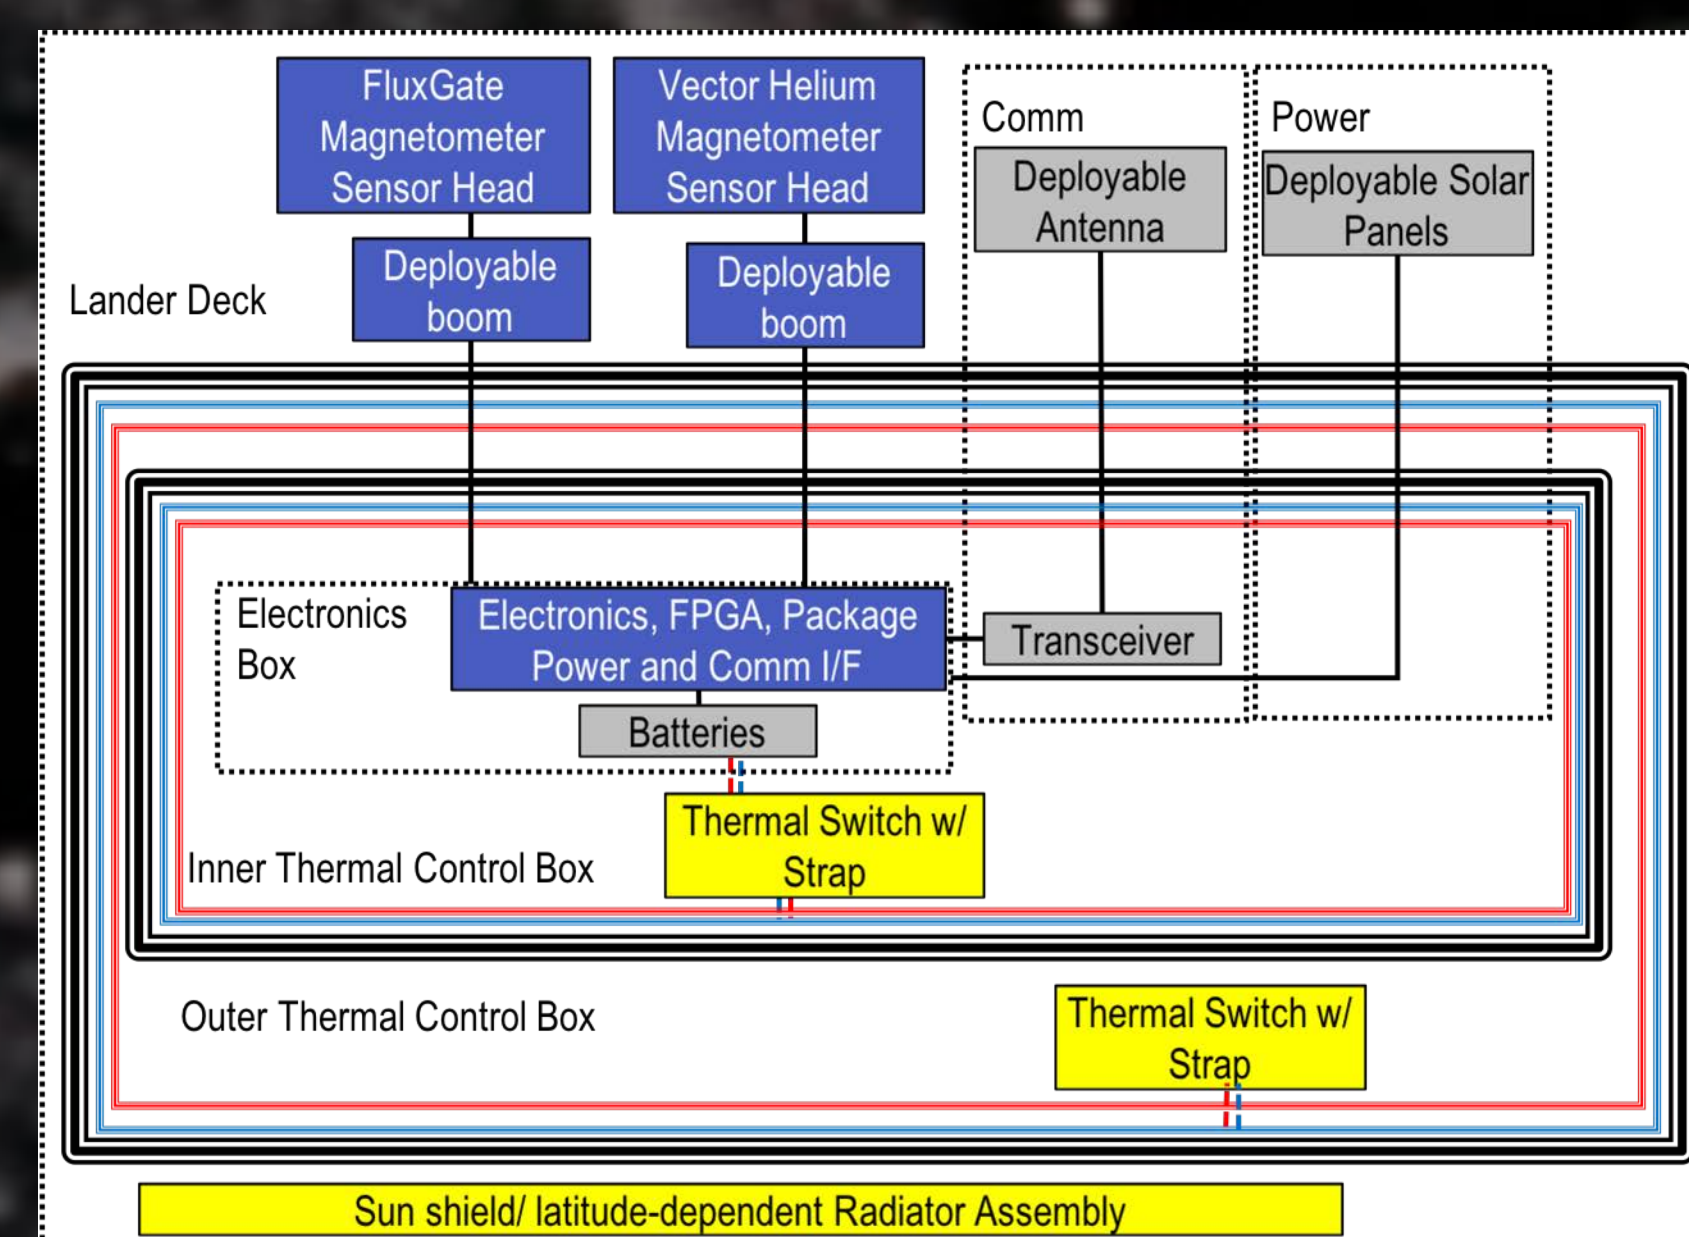 FluxGate
Magnetometer
Sensor Head
Vector Helium
Magnetometer
Sensor Head
Comm
Deployable
Antenna
Power
Deployable Solar
Panels
Lander Deck
Deployable
boom
Deployable
boom
Electronics
Box
Electronics, FPGA, Package
Power and Comm I/F
Transceiver
Batteries
Thermal Switch w/
Strap
Inner Thermal Control Box
Outer Thermal Control Box
Thermal Switch w/
Strap
Sun shield/ latitude-dependent Radiator Assembly